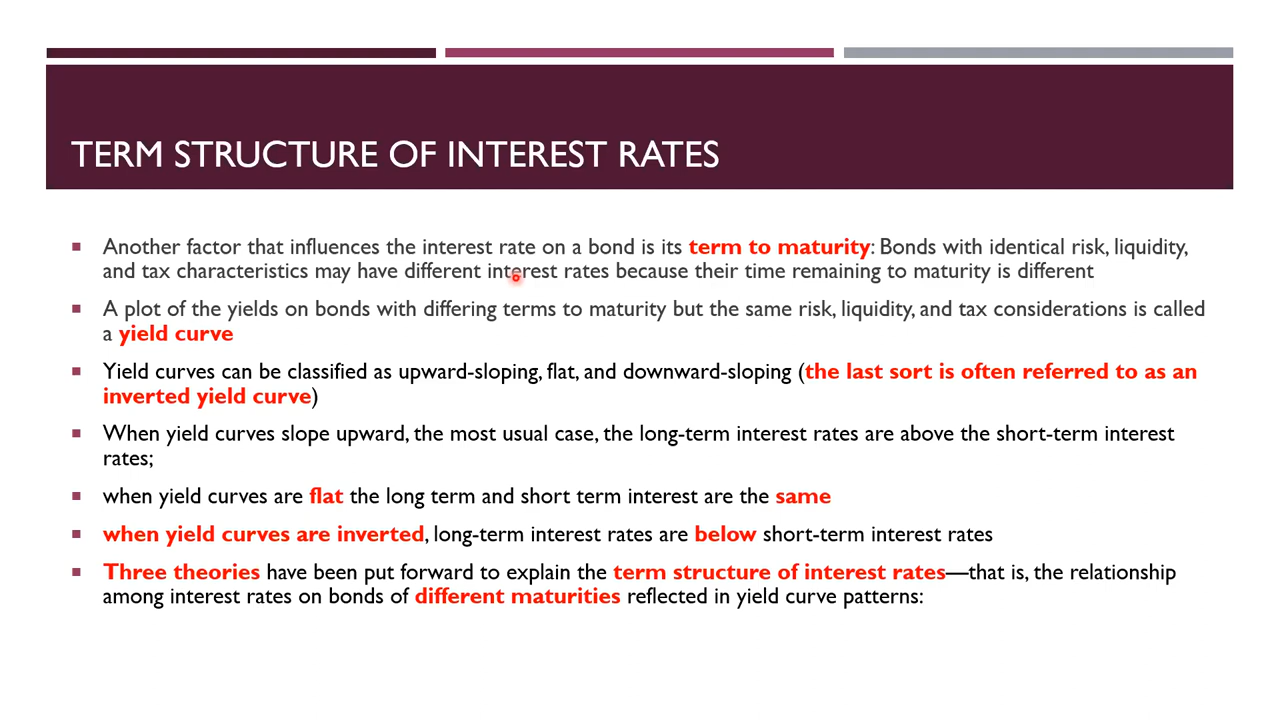 TERM STRUCTURE OF INTEREST RATES
Another factor that influences the interest rate on a bond is its term to maturity: Bonds with identical risk, liquidity,
and tax characteristics may have different interest rates because their time remaining to maturity is different
A plot of the yields on bonds with differing terms to maturity but the same risk, liquidity, and tax considerations is called
a yield curve
Yield curves can be classified as upward-sloping, flat, and downward-sloping (the last sort is often referred to as an
inverted yield curve)
When yield curves slope upward, the most usual case, the long-term interest rates are above the short-term interest
rates;
when yield curves are flat the long term and short term interest are the same
when yield curves are inverted, long-term interest rates are below short-term interest rates
Three theories have been put forward to explain the term structure of interest rates—that is, the relationship
among interest rates on bonds of different maturities reflected in yield curve patterns: